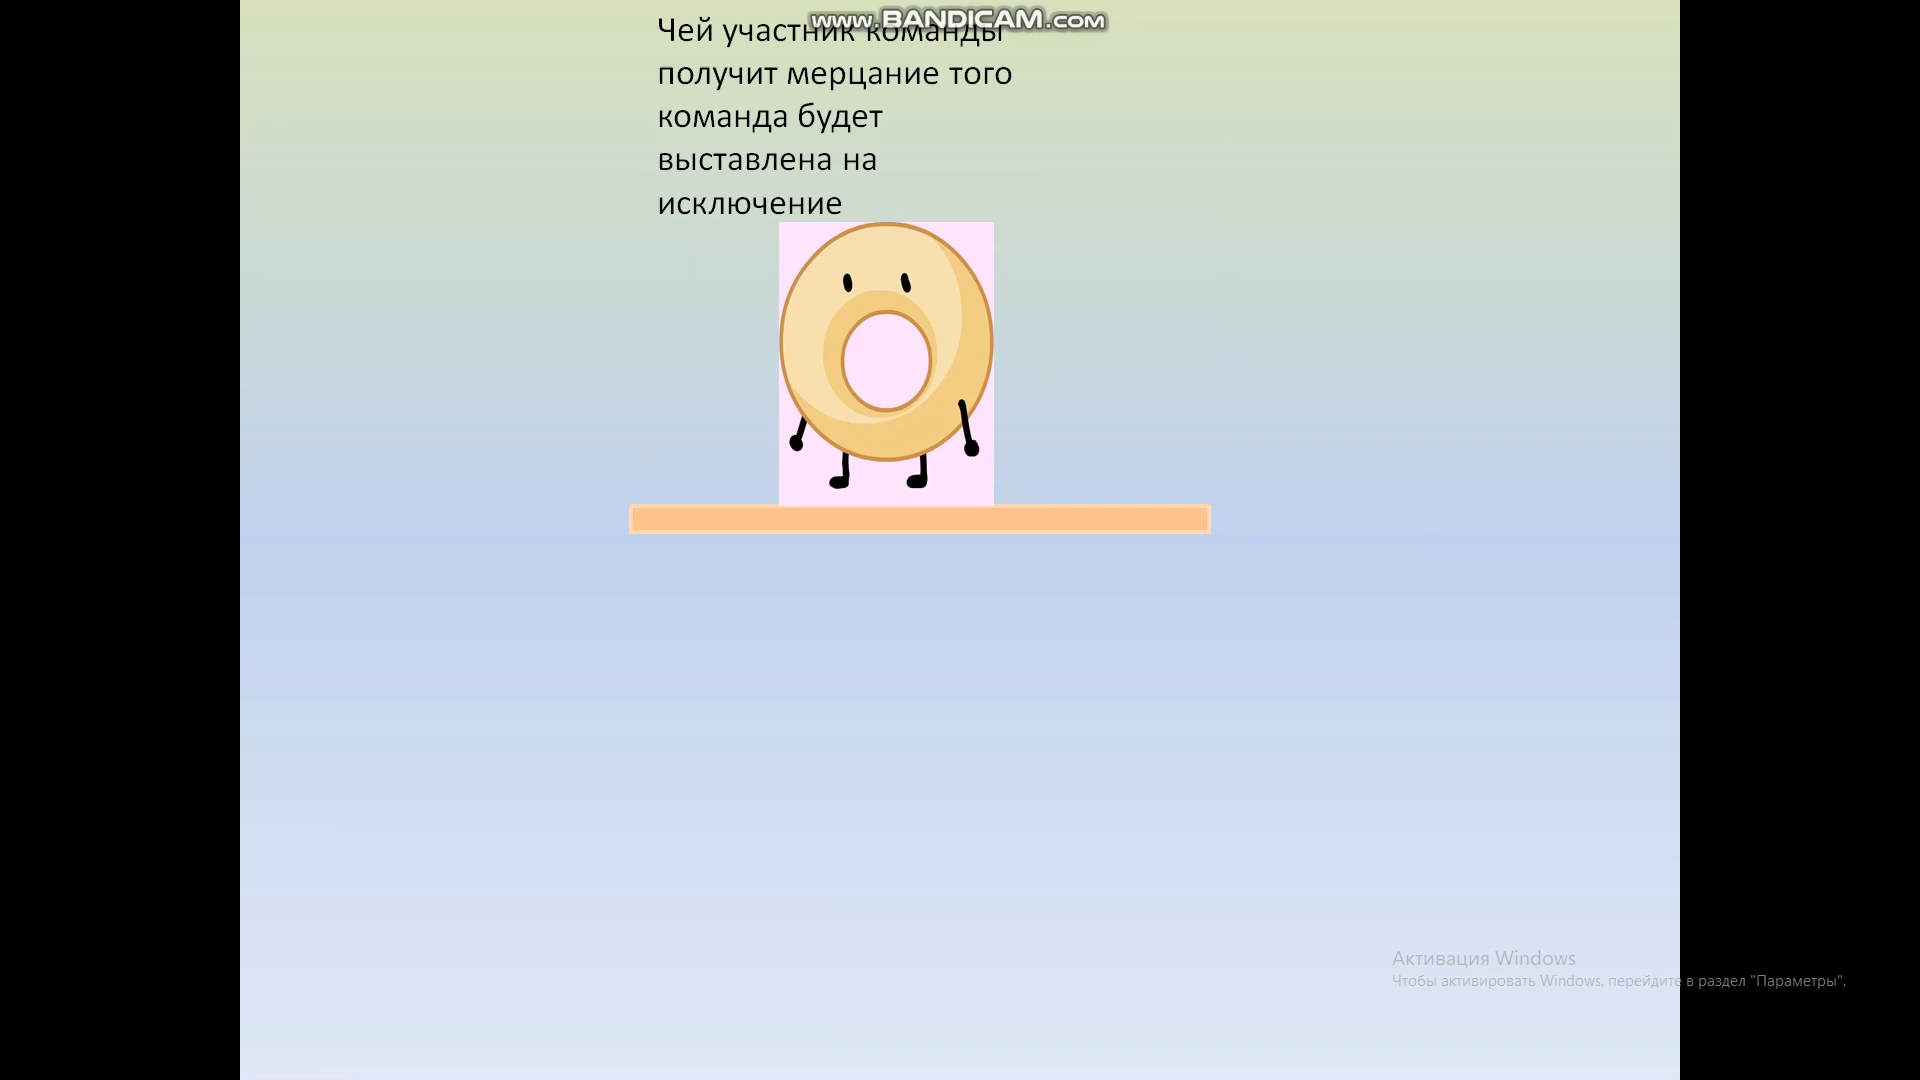 www.BANDICAM.com
Чей участник команды
получит мерцание того
команда будет
выставлена на
исключение
Активация Windows
Чтобы активировать Windows, перейдите в раздел "Параметры".